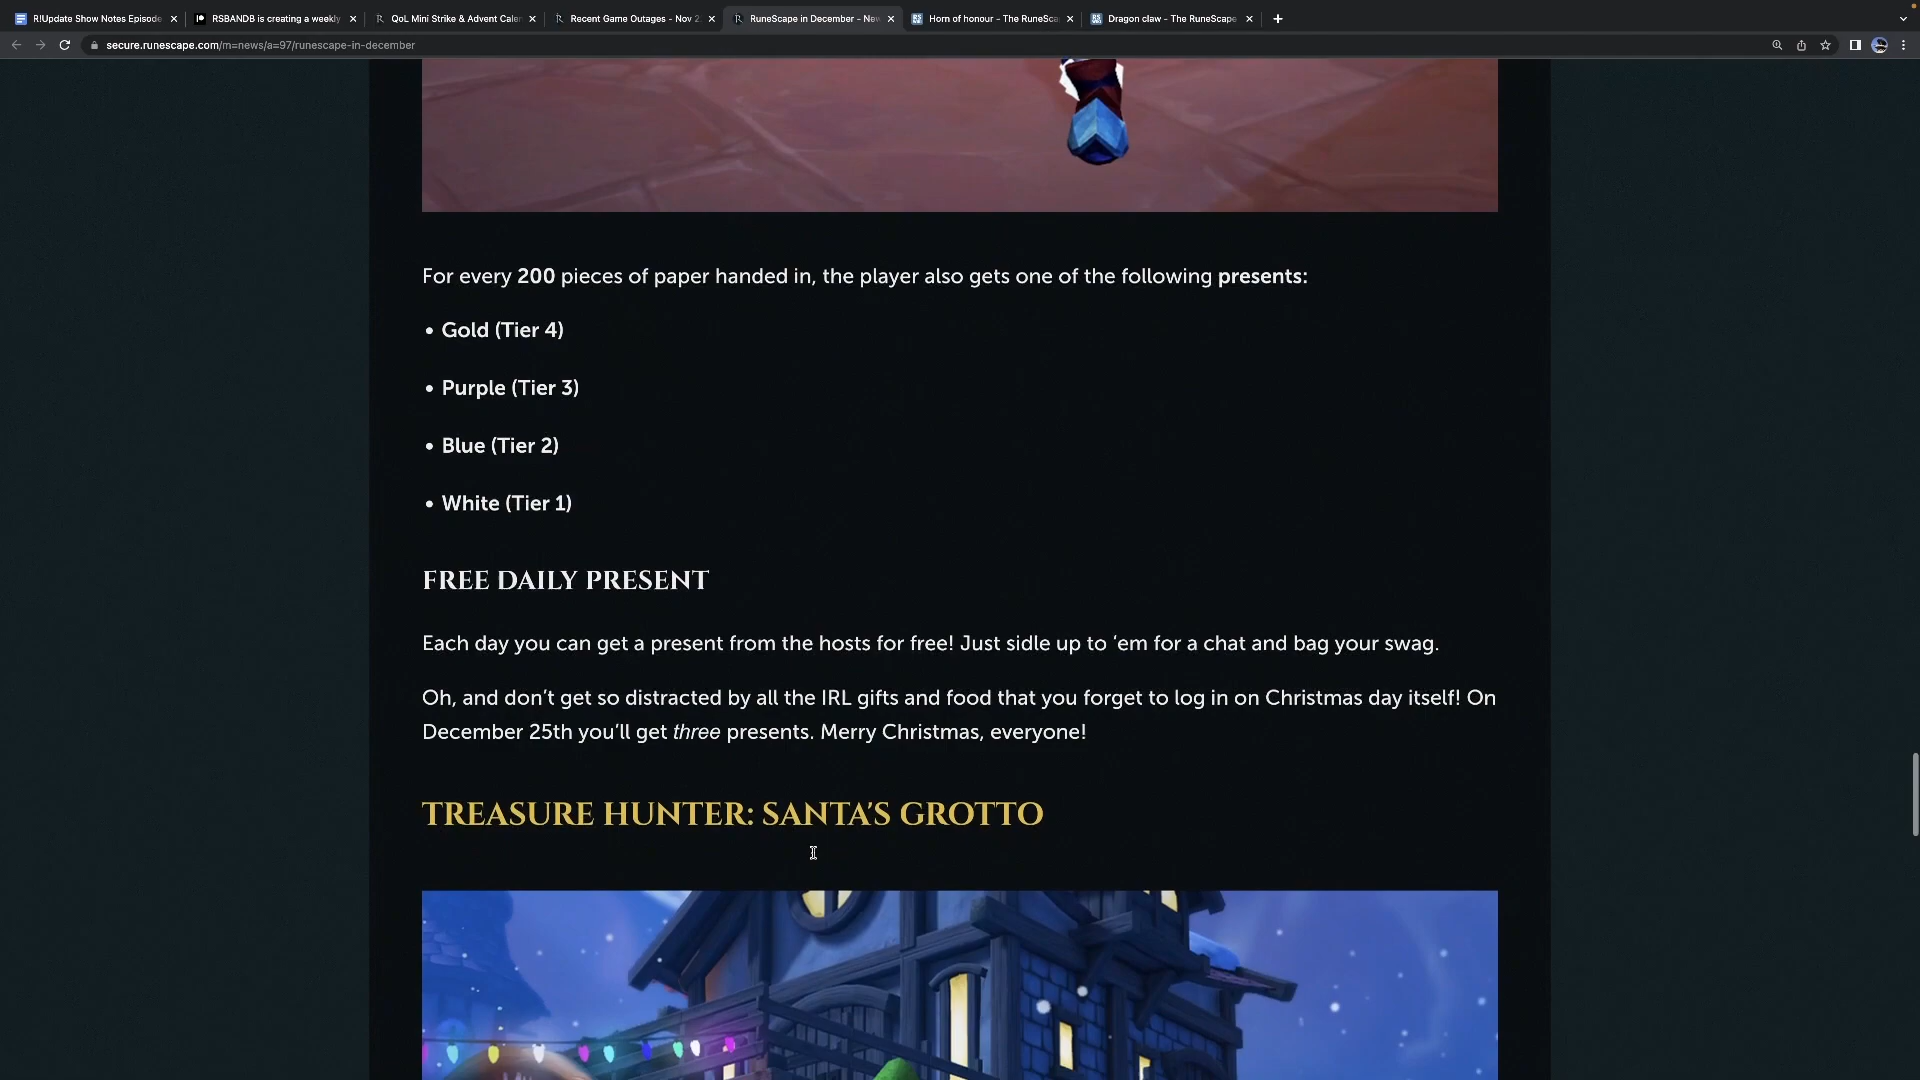 R!Update Show Notes Episode
RSBANDB is creating a weekly
QoL Mini Strike & Advent Caler
Recent Game Outages - Nov 2
RuneScape in December - New
Horn of honour - The RuneSca
Dragon claw - The RuneScape
secure.runescape.com/m=news/a=97/runescape-in-december
For every 200 pieces of paper handed in, the player also gets one of the following presents:
• Gold (Tier 4)
• Purple (Tier 3)
• Blue (Tier 2)
• White (Tier 1)
FREE DAILY PRESENT
Each day you can get a present from the hosts for free! Just sidle up to ‘em for a chat and bag your swag.
Oh, and don’t get so distracted by all the IRL gifts and food that you forget to log in on Christmas day itself! On
December 25th you’ll get three presents. Merry Christmas, everyone!
TREASURE HUNTER: SANTA'S GROTTO